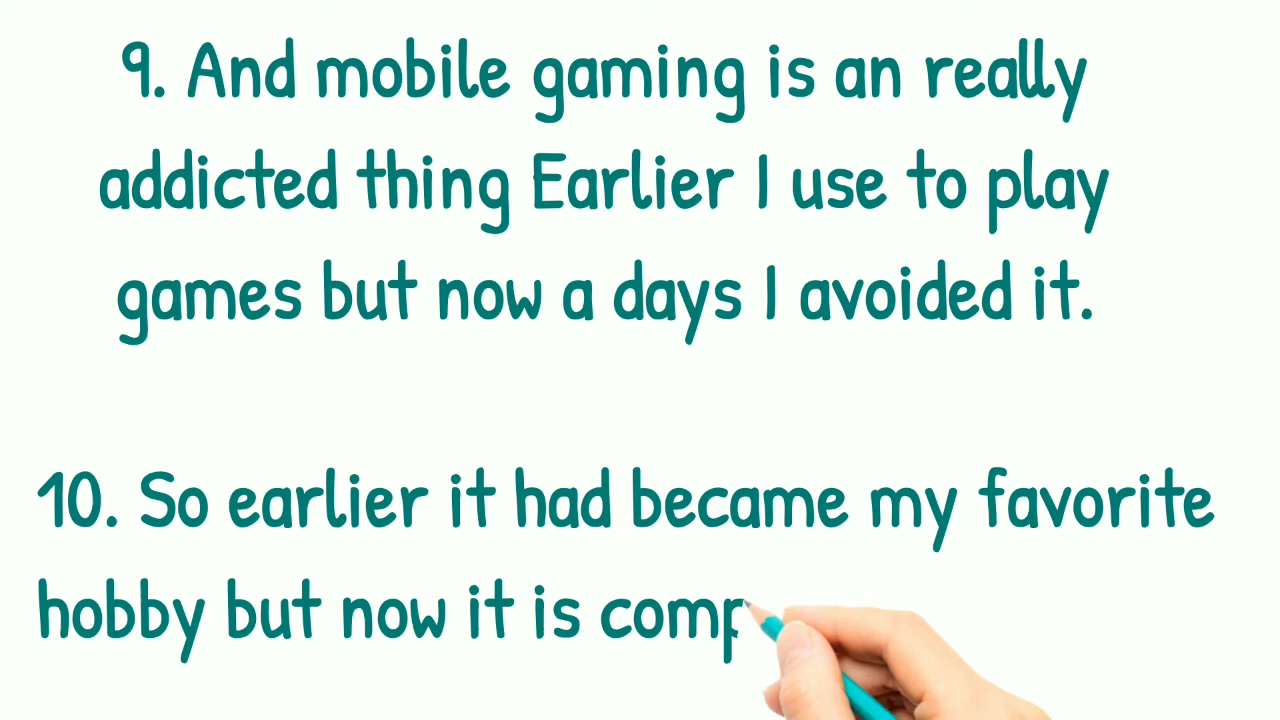 9. And mobile gaming is an really
addicted thing Earlier I use to play
games but now a days I avoided it.
10. So earlier it had became my favorite
hobby but now it is comp